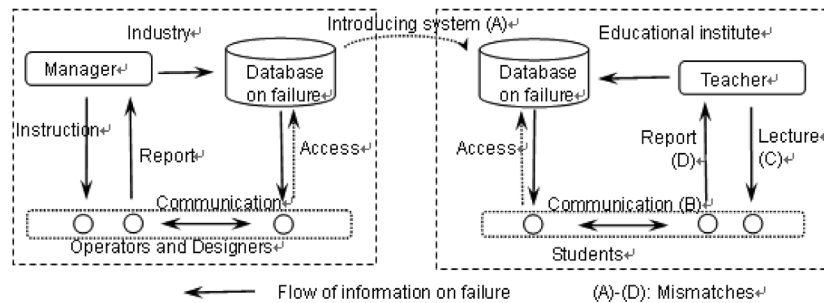 Introducing system (A)
Industry
Manager
Database
on failure
Instruction
Report
Access
Communication
Operators and Designers
Educational institute
Database
on failure
Teacher
Access
Report
(D)
Lecture
(C)
Communication (B)
Students
Flow of information on failure
(A)-(D): Mismatches